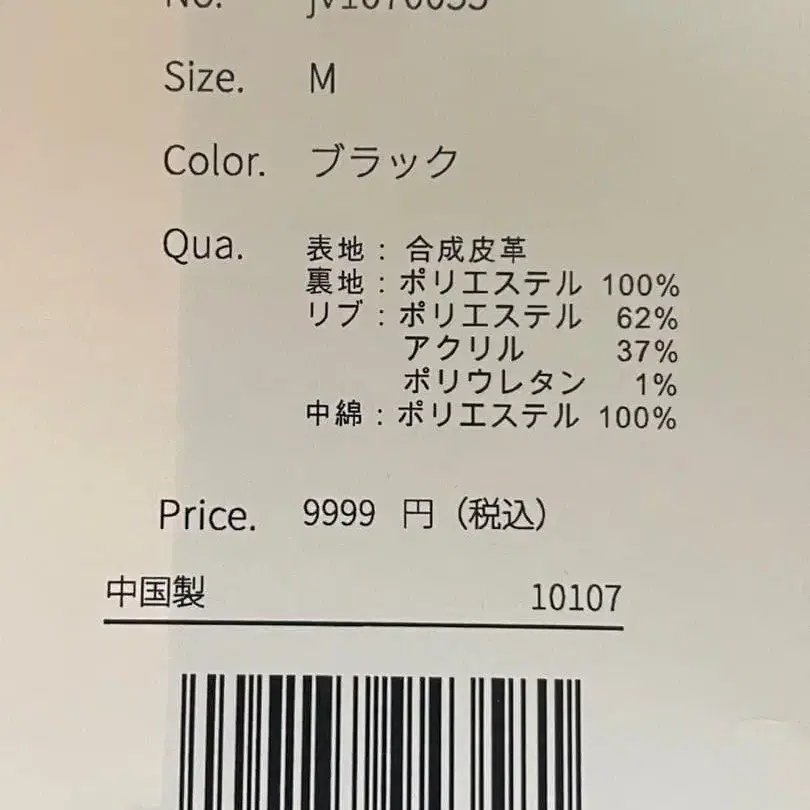 Size. M
Color. ブラック
Qua. 表地：合成皮革
裏地：ポリエステル 100%
リブ：ポリエステル 62%
アクリル 37%
ポリウレタン 1%
中綿：ポリエステル 100%
Price. 9999 円（税込）
中国製 10107